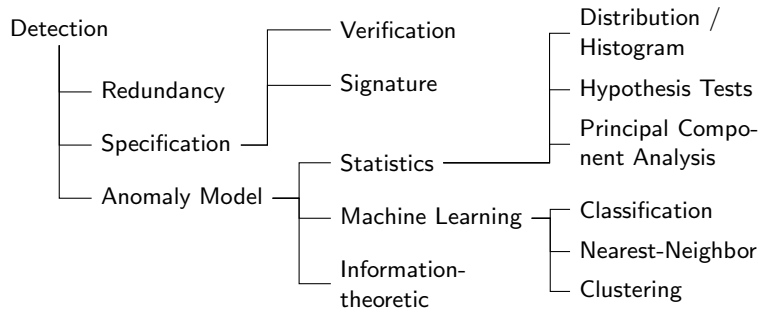 Detection
Redundancy
Specification
Anomaly Model
Verification
Signature
Statistics
Machine Learning
Information-
theoretic
Distribution /
Histogram
Hypothesis Tests
Principal Compo-
nent Analysis
Classification
Nearest-Neighbor
Clustering